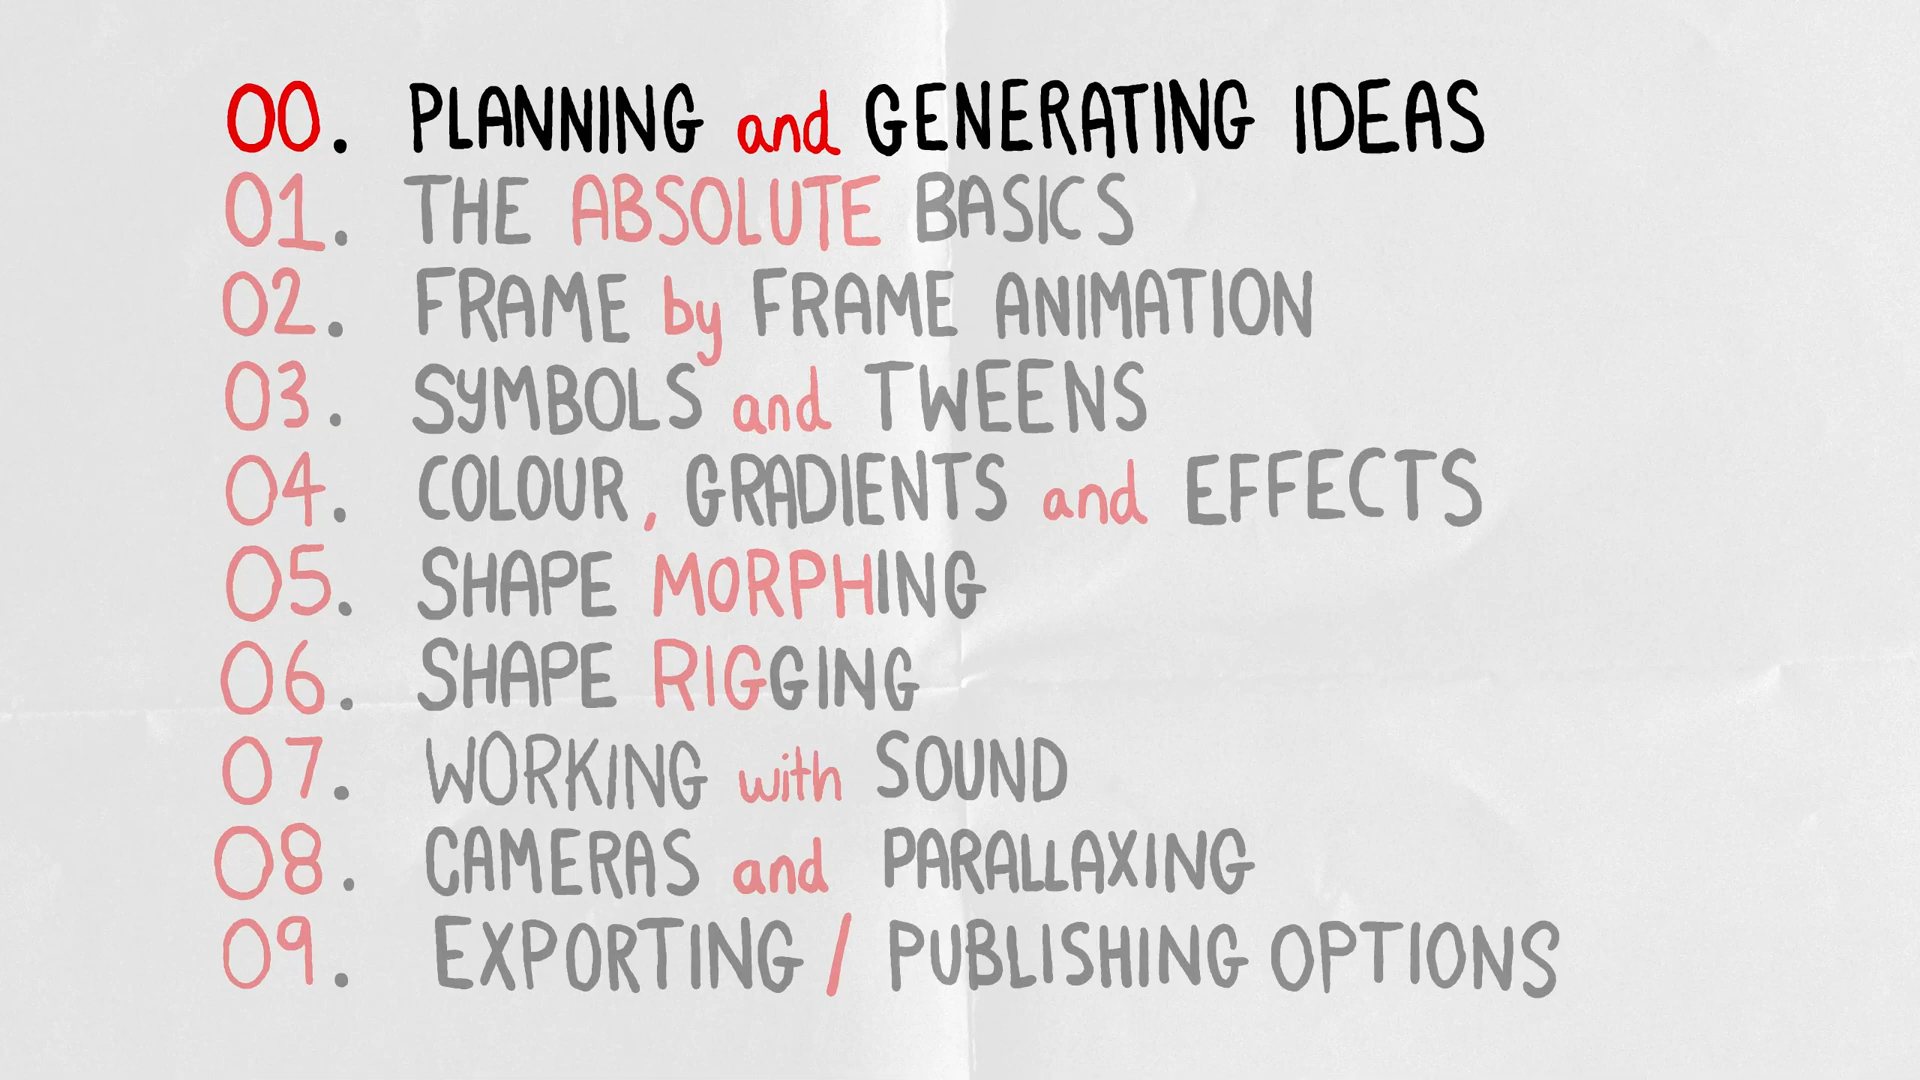 00. PLANNING and GENERATING IDEAS
01. THE ABSOLUTE BASICS
02. FRAME by FRAME ANIMATION
03. SYMBOLS and TWEENS
04. COLOUR, GRADIENTS and EFFECTS
05. SHAPE MORPHING
06. SHAPE RIGGING
07. WORKING with SOUND
08. CAMERAS and PARALLAXING
09. EXPORTING / PUBLISHING OPTIONS